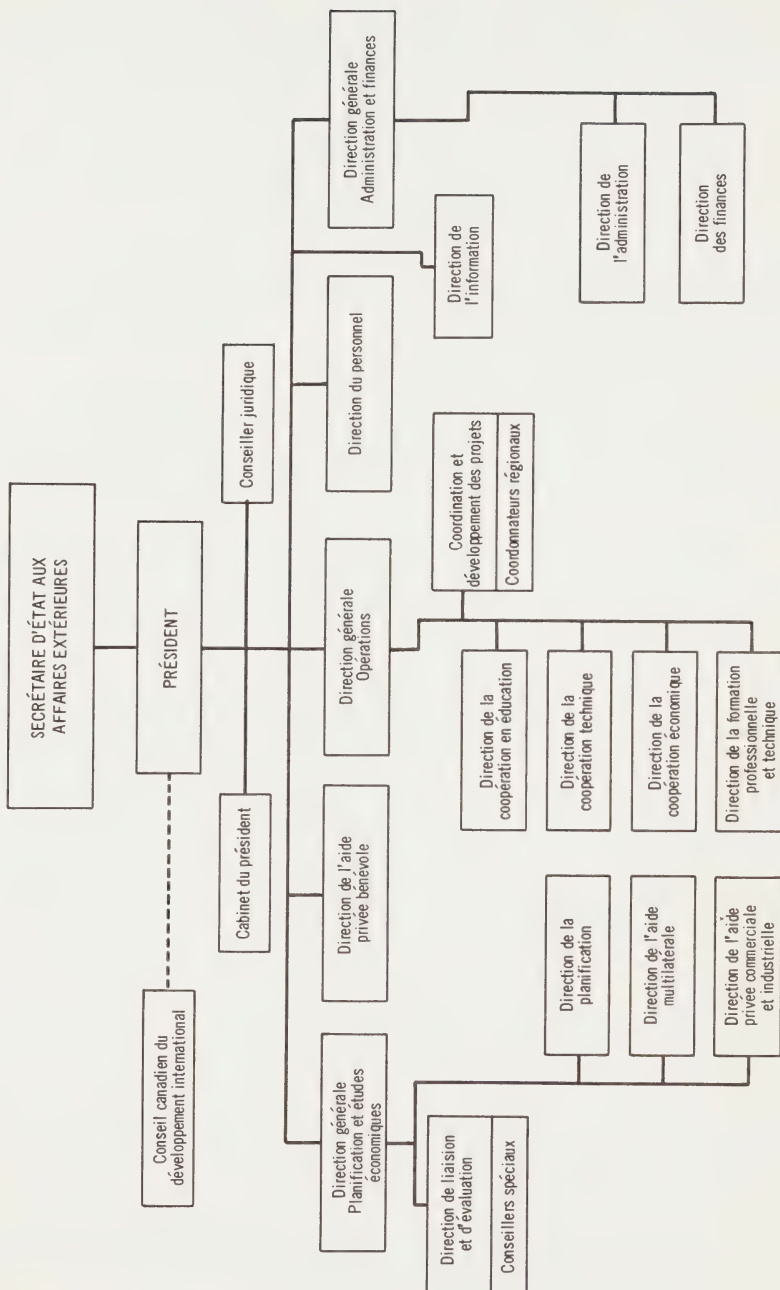 SECRÉTAIRE D'ÉTAT AUX
AFFAIRES EXTÉRIEURES
PRÉSIDENT
Conseil canadien du
développement international
Cabinet du président
Conseiller juridique
Direction générale
Planification et études
économiques
Direction de l'aide
privée bénévole
Direction générale
Opérations
Direction du personnel
Direction de
l'information
Direction générale
Administration et finances
Direction de liaison
et d'évaluation
Conseillers spéciaux
Direction de la
planification
Direction de l'aide
multilatérale
Direction de l'aide
privée commerciale
et industrielle
Coordination et
développement des projets
Coordonnateurs régionaux
Direction de la
coopération en éducation
Direction de la
coopération technique
Direction de la
coopération économique
Direction de la formation
professionnelle
et technique
Direction de
l'administration
Direction
des finances